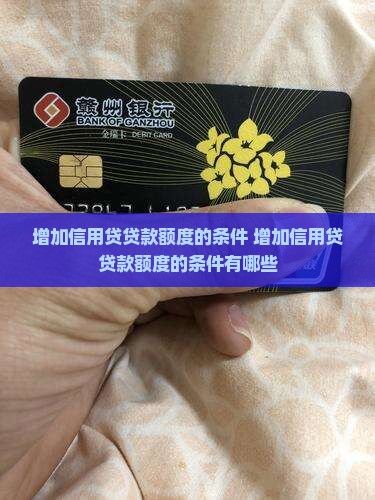 赣州银行
BANK OF GANZHOU
金瑞卡 DEBIT CARD
增加信用贷贷款额度的条件 增加信用贷
贷款额度的条件有哪些